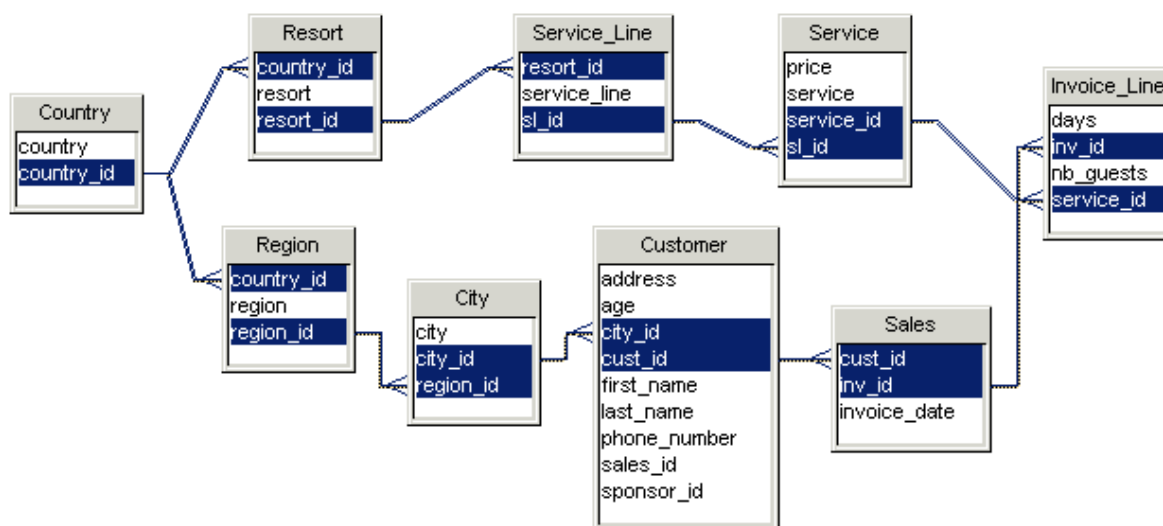 Country
country
country_id
Resort
country_id
resort
resort_id
Service_Line
resort_id
service_line
sl_id
Service
price
service
service_id
sl_id
Invoice_Line
days
inv_id
nb_guests
service_id
Region
country_id
region
region_id
City
city
city_id
region_id
Customer
address
age
city_id
cust_id
first_name
last_name
phone_number
sales_id
sponsor_id
Sales
cust_id
inv_id
invoice_date